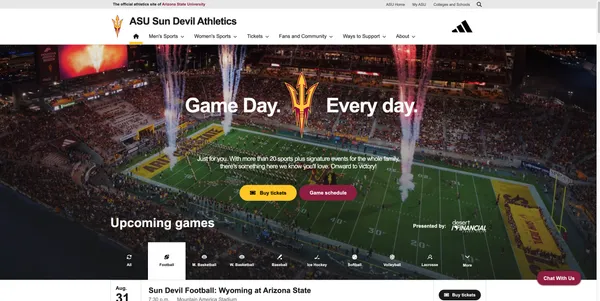 The official athletics site of Arizona State University
ASU Home My ASU Colleges and Schools
ASU Sun Devil Athletics
Men's Sports Women's Sports Tickets Fans and Community Ways to Support About
Game Day. Every day.
Just for you. With more than 20 sports plus signature events for the whole family,
there's something here we know you'll love. Onward to victory!
Buy tickets Game schedule
Upcoming games
Presented by: desert FINANCIAL
All Football M. Basketball W. Basketball Baseball Ice Hockey Softball Volleyball Lacrosse More
Chat With Us
Aug.
31
Sun Devil Football: Wyoming at Arizona State
7:30 p.m. Mountain America Stadium
Buy tickets